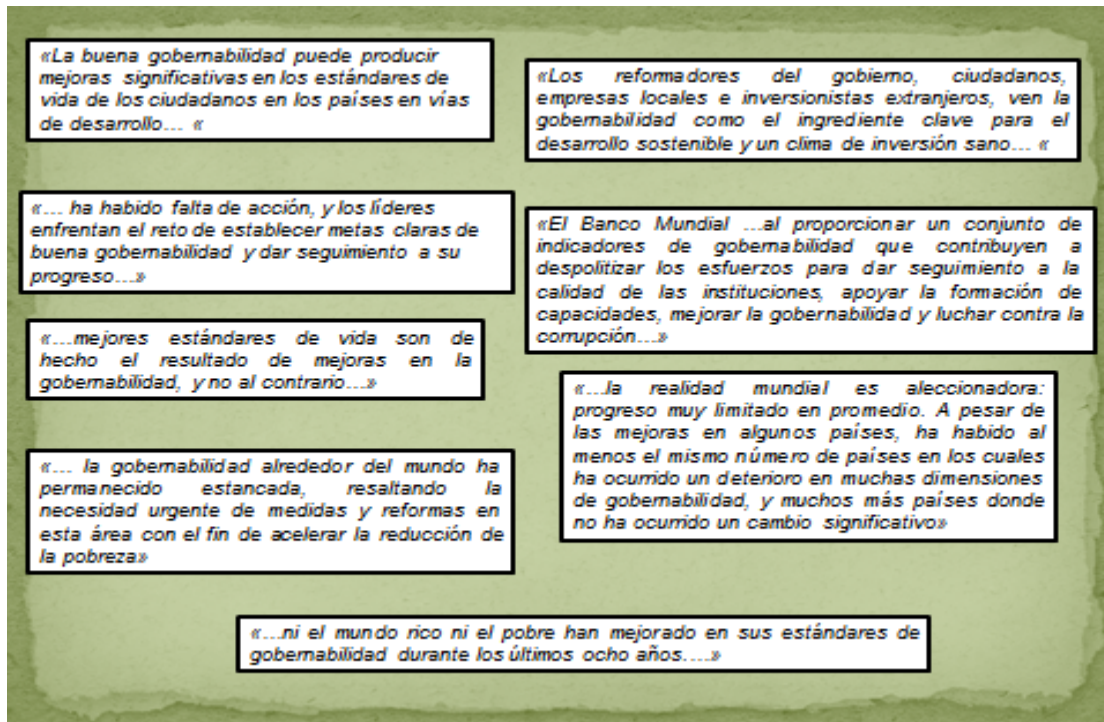 «La buena gobernabilidad puede producir
mejoras significativas en los estándares de
vida de los ciudadanos en los países en vías
de desarrollo... «
«Los reformadores del gobierno, ciudadanos,
empresas locales e inversionistas extranjeros, ven la
gobernabilidad como el ingrediente clave para el
desarrollo sostenible y un clima de inversión sano... «
«... ha habido falta de acción, y los líderes
enfrentan el reto de establecer metas claras de
buena gobernabilidad y dar seguimiento a su
progreso....»
«El Banco Mundial ...al proporcionar un conjunto de
indicadores de gobernabilidad que contribuyen a
despolitizar los esfuerzos para dar seguimiento a la
calidad de las instituciones, apoyar la formación de
capacidades, mejorar la gobernabilidad y luchar contra la
corrupción...»
«...mejores estándares de vida son de
hecho el resultado de mejoras en la
gobernabilidad, y no al contrario...»
«...la realidad mundial es aleccionadora:
progreso muy limitado en promedio. A pesar de
las mejoras en algunos países, ha habido al
menos el mismo número de países en los cuales
ha ocurrido un deterioro en muchas dimensiones
de gobernabilidad, y muchos más países donde
no ha ocurrido un cambio significativo»
«... la gobernabilidad alrededor del mundo ha
permanecido estancada, resaltando la
necesidad urgente de medidas y reformas en
esta área con el fin de acelerar la reducción de
la pobreza»
«...ni el mundo rico ni el pobre han mejorado en sus estándares de
gobernabilidad durante los últimos ocho años....»